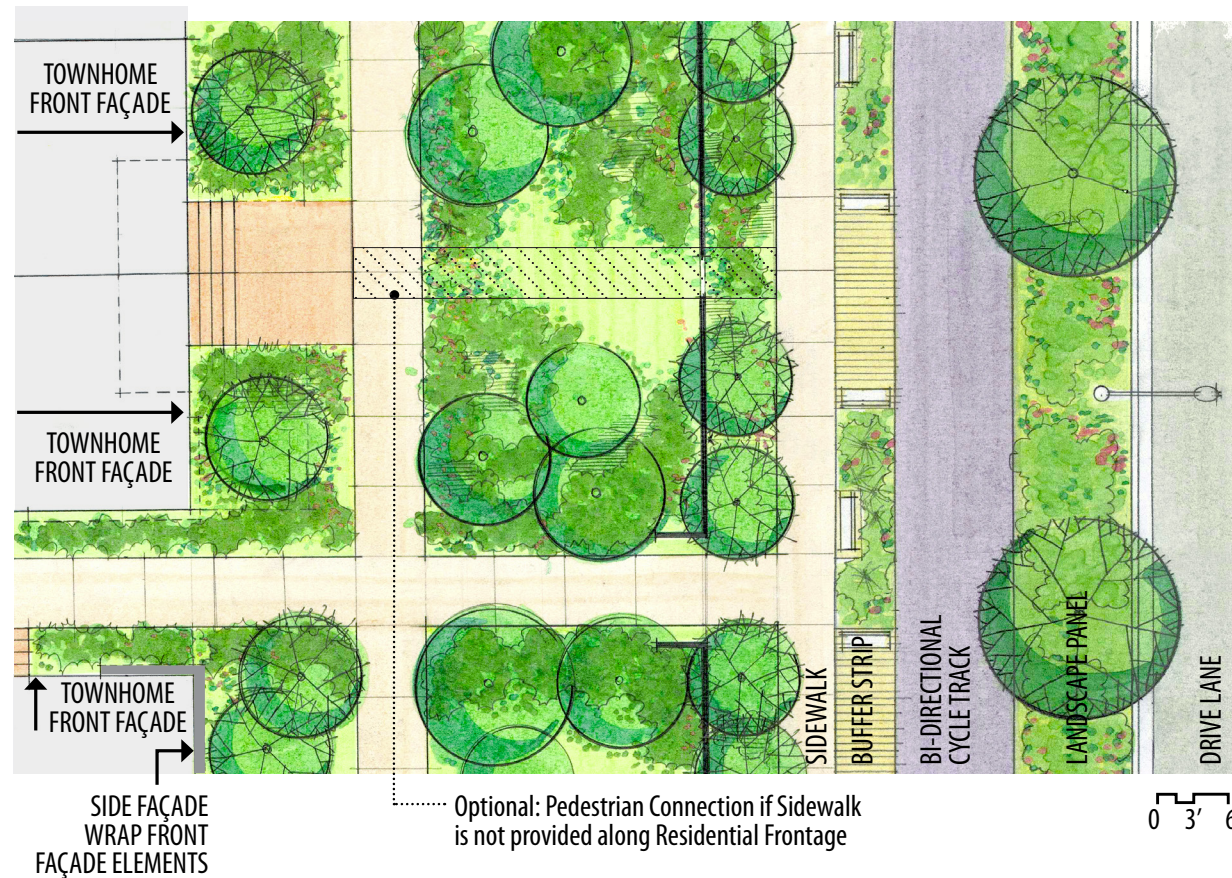 TOWNHOME
FRONT FAÇADE
TOWNHOME
FRONT FAÇADE
TOWNHOME
FRONT FAÇADE
SIDE FAÇADE
WRAP FRONT
FAÇADE ELEMENTS
Optional: Pedestrian Connection if Sidewalk
is not provided along Residential Frontage
SIDEWALK
BUFFER STRIP
BI-DIRECTIONAL
CYCLE TRACK
LANDSCAPE PANEL
DRIVE LANE
0 3’ 6